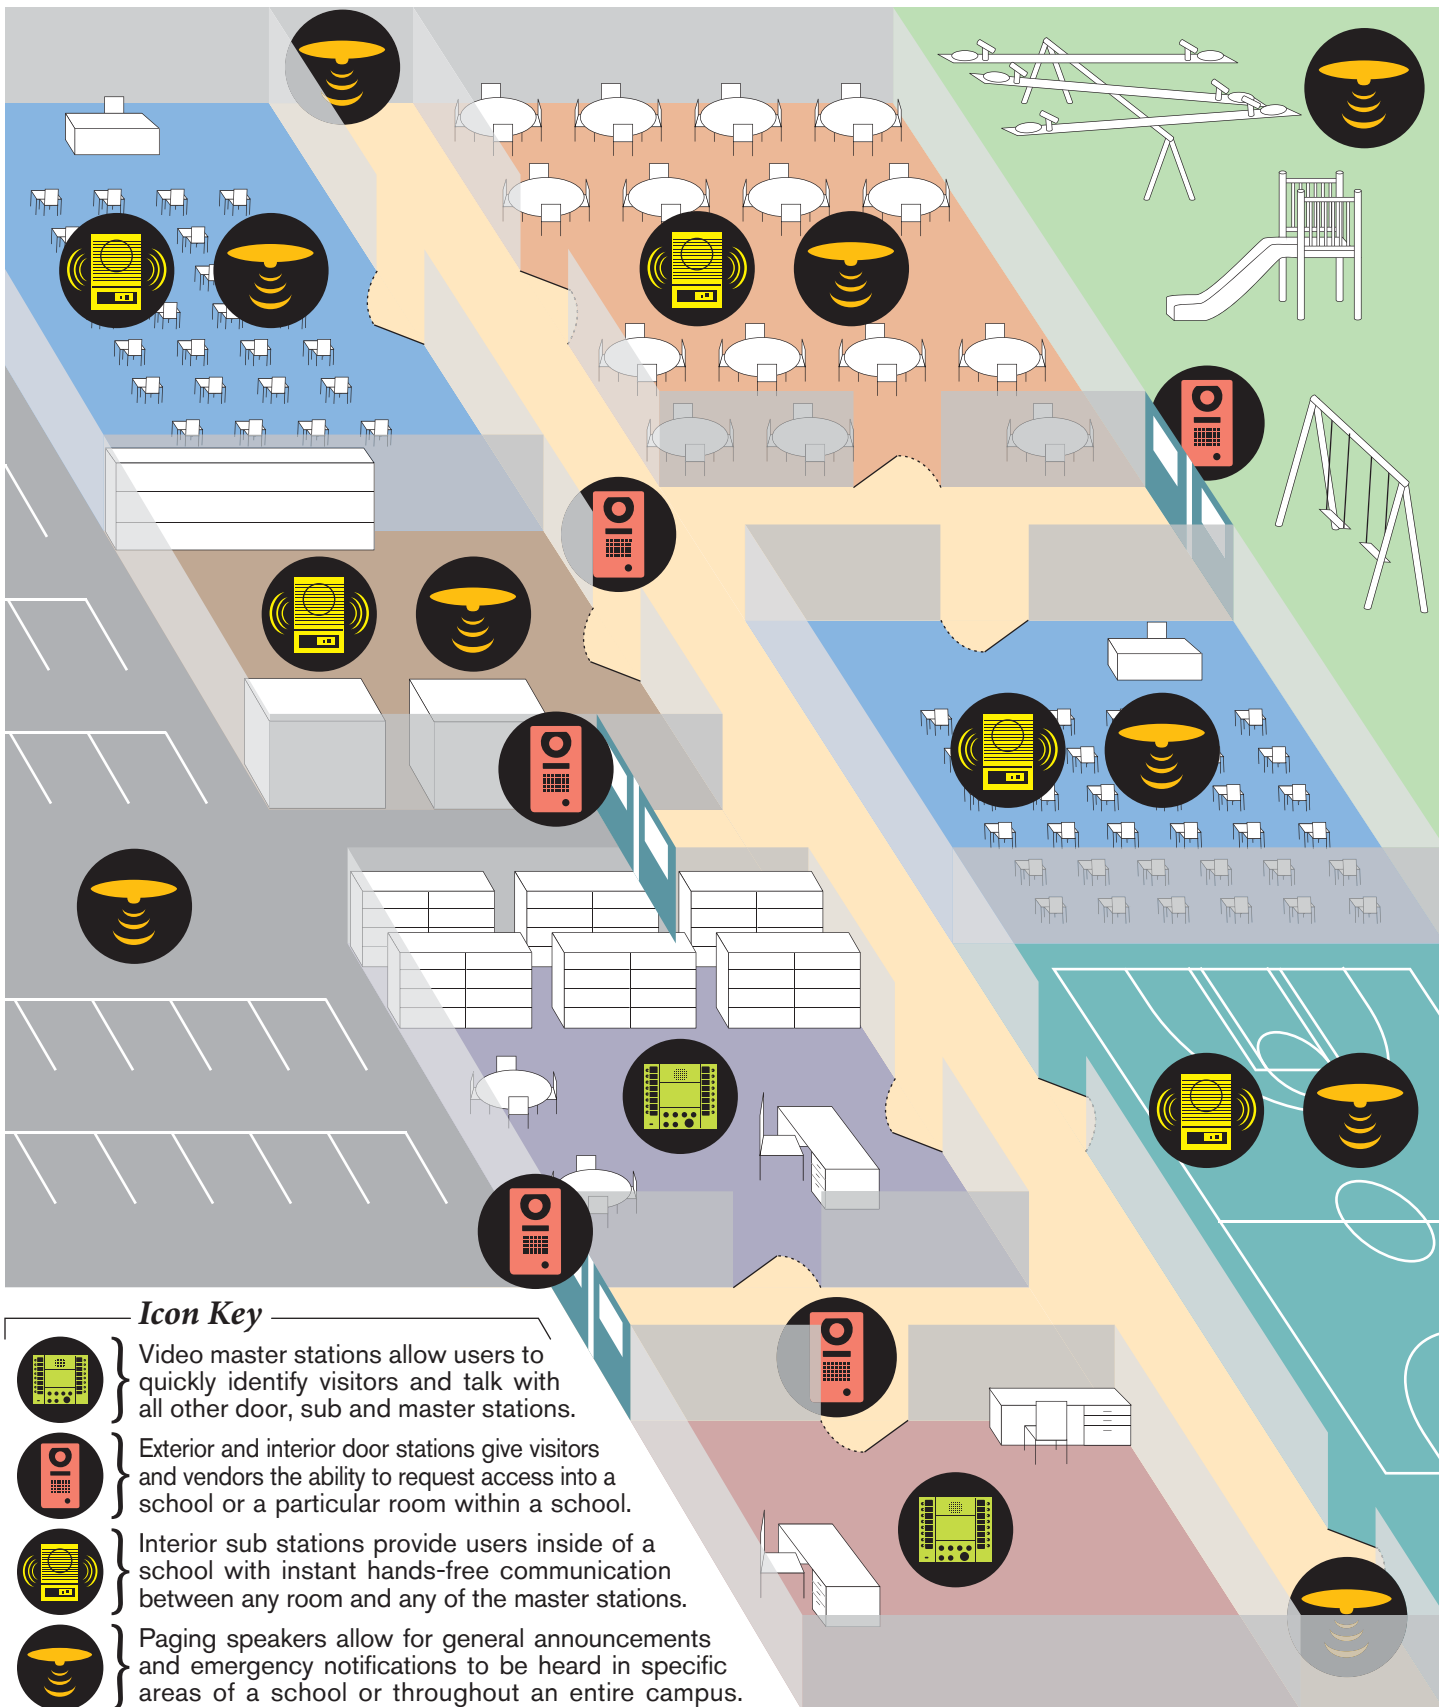 Icon Key
Video master stations allow users to
quickly identify visitors and talk with
all other door, sub and master stations.
Exterior and interior door stations give visitors
and vendors the ability to request access into a
school or a particular room within a school.
Interior sub stations provide users inside of a
school with instant hands-free communication
between any room and any of the master stations.
Paging speakers allow for general announcements
and emergency notifications to be heard in specific
areas of a school or throughout an entire campus.